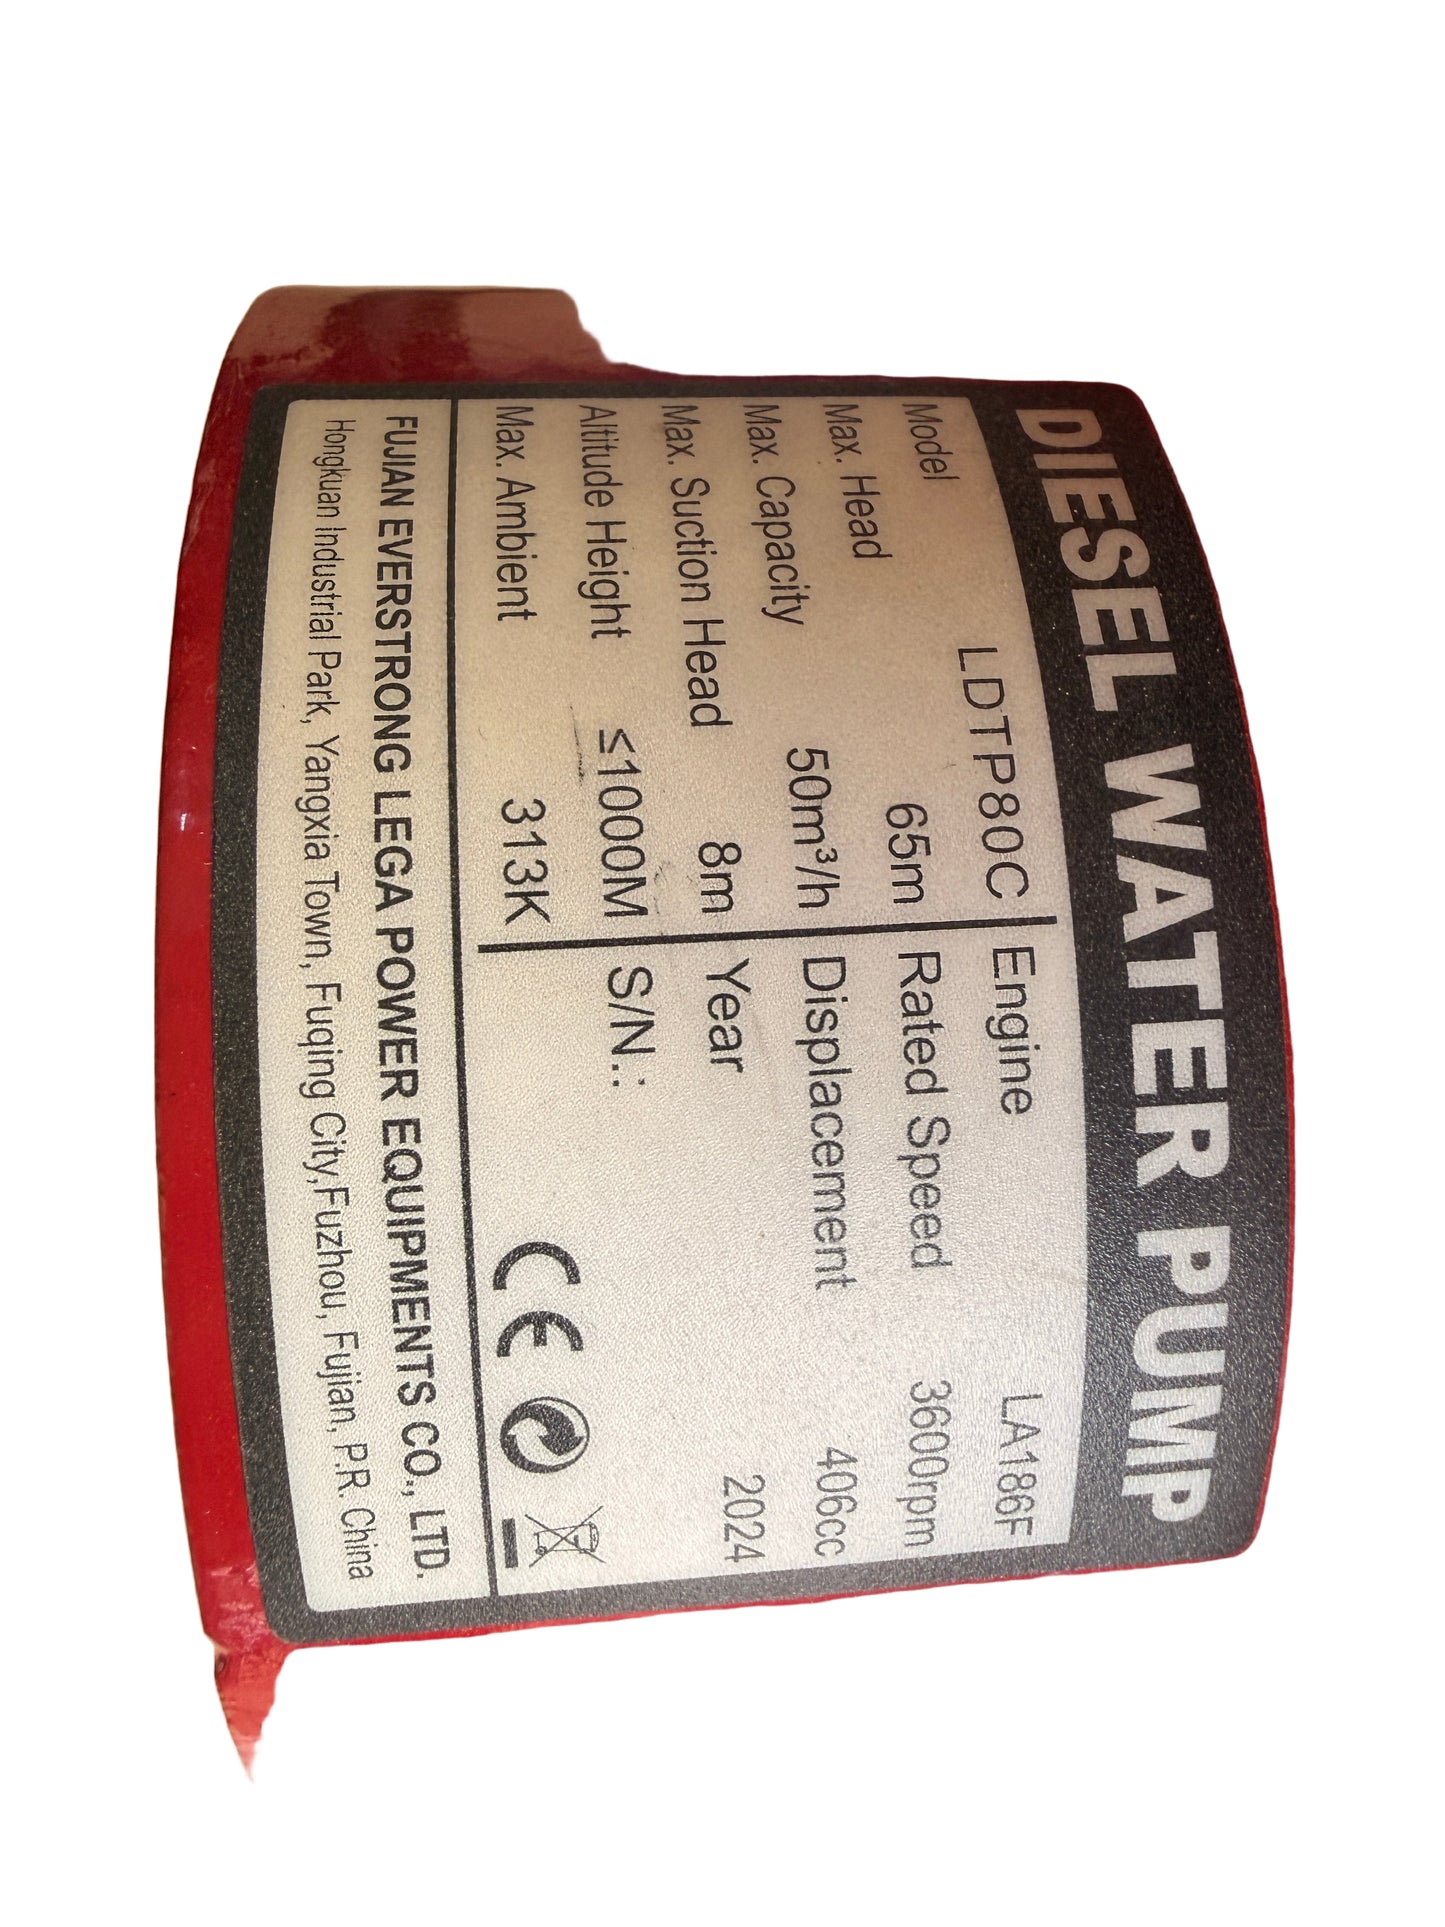 DIESEL WATER PUMP
Model LDTP80C Engine LA186F
Max. Head 65m Rated Speed 3600rpm
Max. Capacity 50m³/h Displacement 406cc
Max. Suction Head 8m Year 2024
Altitude Height ≤1000M S/N.:
Max. Ambient 313K CE
FUJIAN EVERSTRONG LEGA POWER EQUIPMENTS CO., LTD.
Hongkuan Industrial Park, Yangxia Town, Fuqing City,Fuzhou, Fujian, P.R. China